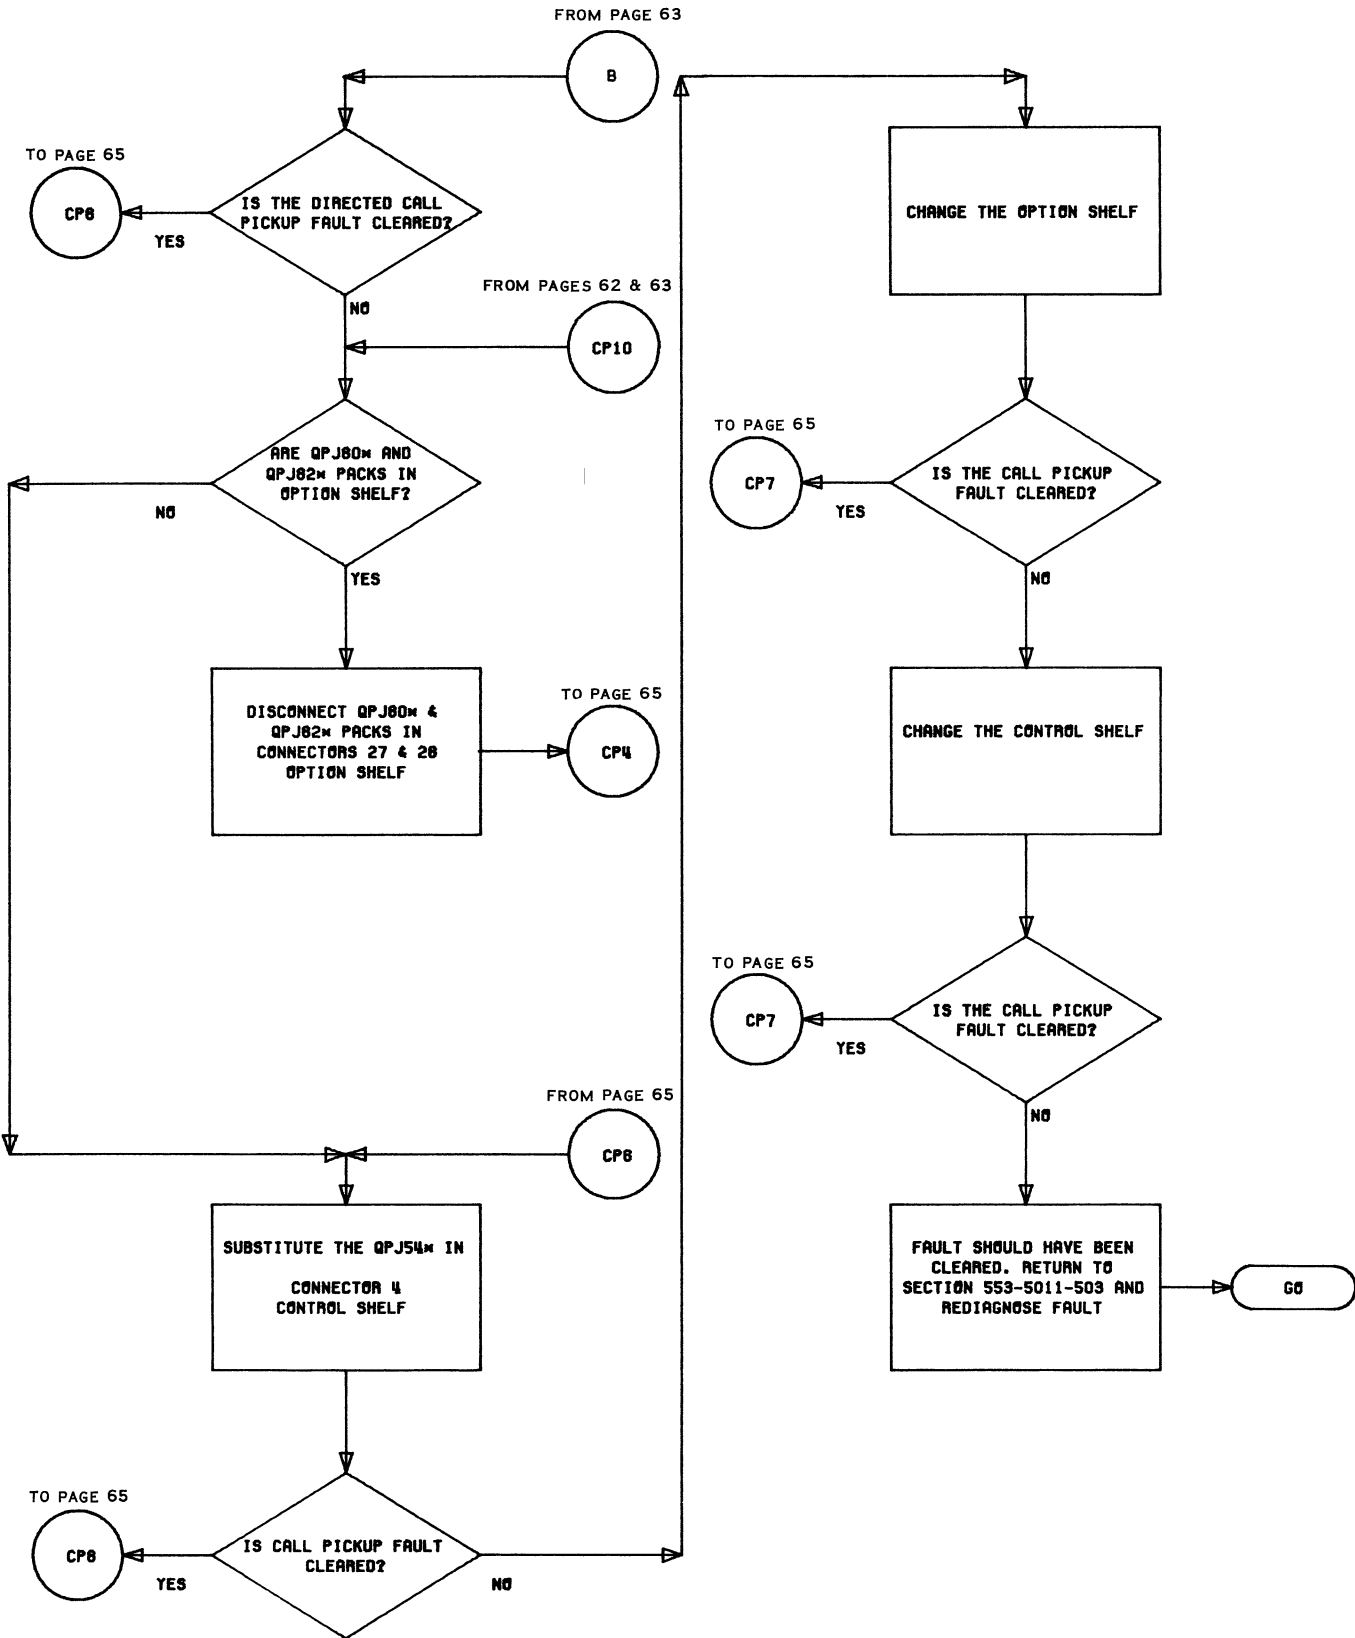 FROM PAGE 63
B
TO PAGE 65
CP8
IS THE DIRECTED CALL
PICKUP FAULT CLEARED?
YES
NO
FROM PAGES 62 & 63
CP10
ARE QPJ80* AND
QPJ82* PACKS IN
OPTION SHELF?
NO
YES
DISCONNECT QPJ80* &
QPJ82* PACKS IN
CONNECTORS 27 & 28
OPTION SHELF
TO PAGE 65
CP4
FROM PAGE 65
CP6
SUBSTITUTE THE QPJ54* IN
CONNECTOR 4
CONTROL SHELF
TO PAGE 65
CP8
IS CALL PICKUP FAULT
CLEARED?
YES
NO
CHANGE THE OPTION SHELF
TO PAGE 65
CP7
IS THE CALL PICKUP
FAULT CLEARED?
YES
NO
CHANGE THE CONTROL SHELF
TO PAGE 65
CP7
IS THE CALL PICKUP
FAULT CLEARED?
YES
NO
FAULT SHOULD HAVE BEEN
CLEARED. RETURN TO
SECTION 553-5011-503 AND
REDIAGNOSE FAULT
GO